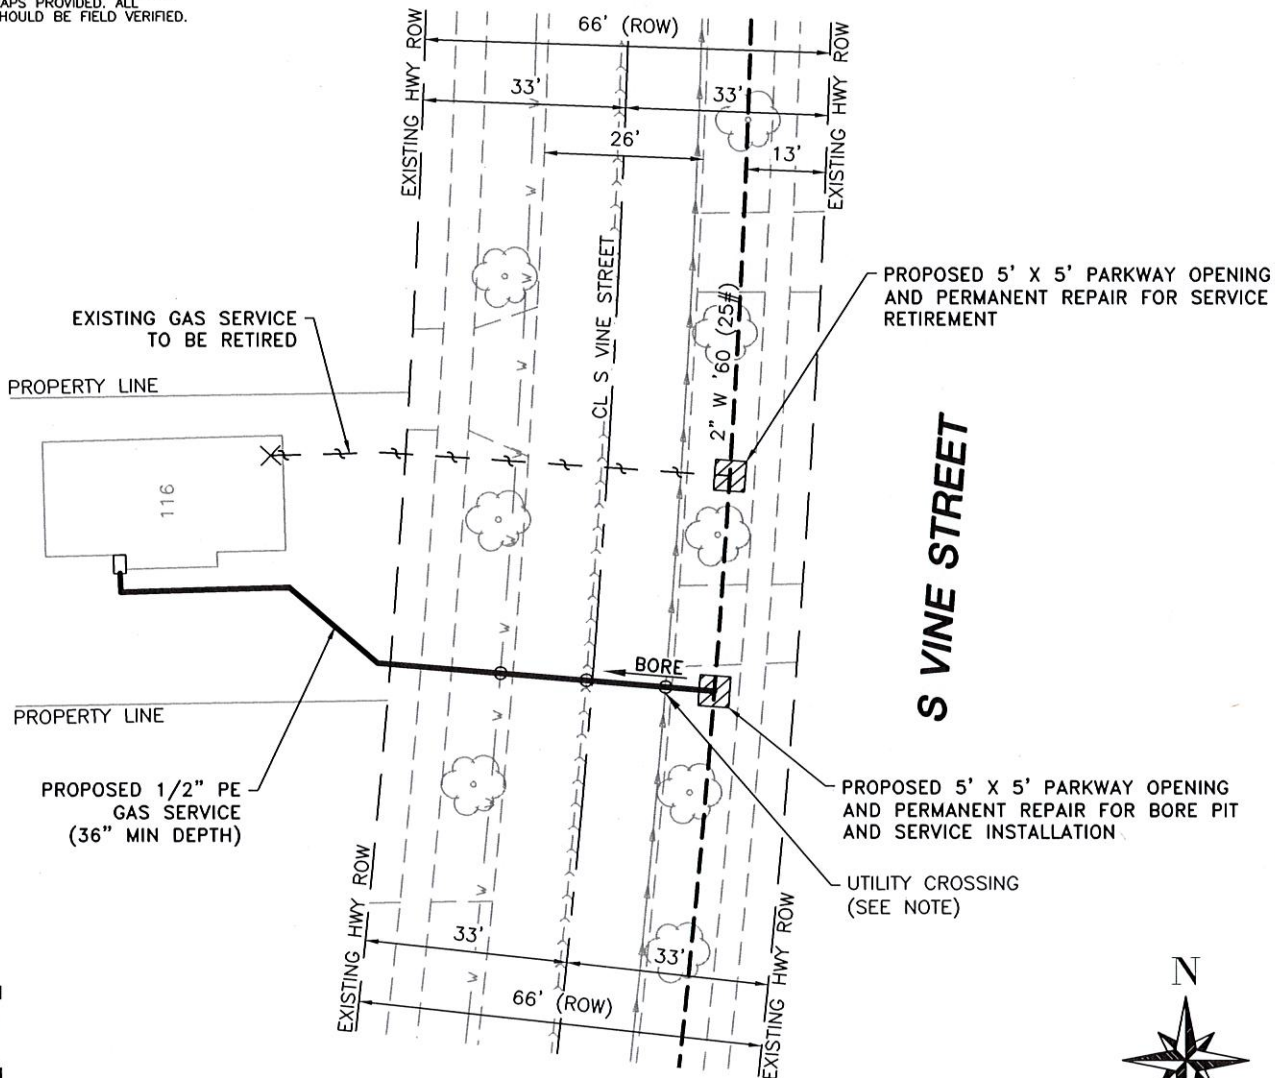 APS PROVIDED. ALL
HOULD BE FIELD VERIFIED.
66' (ROW)
EXISTING HWY ROW
EXISTING HWY ROW
33'
33'
26'
13'
CL S VINE STREET
2" W '60 (25#)
W
W
W
W
W
W
W
W
W
PROPOSED 5' X 5' PARKWAY OPENING
AND PERMANENT REPAIR FOR SERVICE
RETIREMENT
EXISTING GAS SERVICE
TO BE RETIRED
PROPERTY LINE
116
S VINE STREET
BORE
PROPERTY LINE
PROPOSED 1/2" PE
GAS SERVICE
(36" MIN DEPTH)
PROPOSED 5' X 5' PARKWAY OPENING
AND PERMANENT REPAIR FOR BORE PIT
AND SERVICE INSTALLATION
UTILITY CROSSING
(SEE NOTE)
EXISTING HWY ROW
EXISTING HWY ROW
33'
33'
66' (ROW)
N